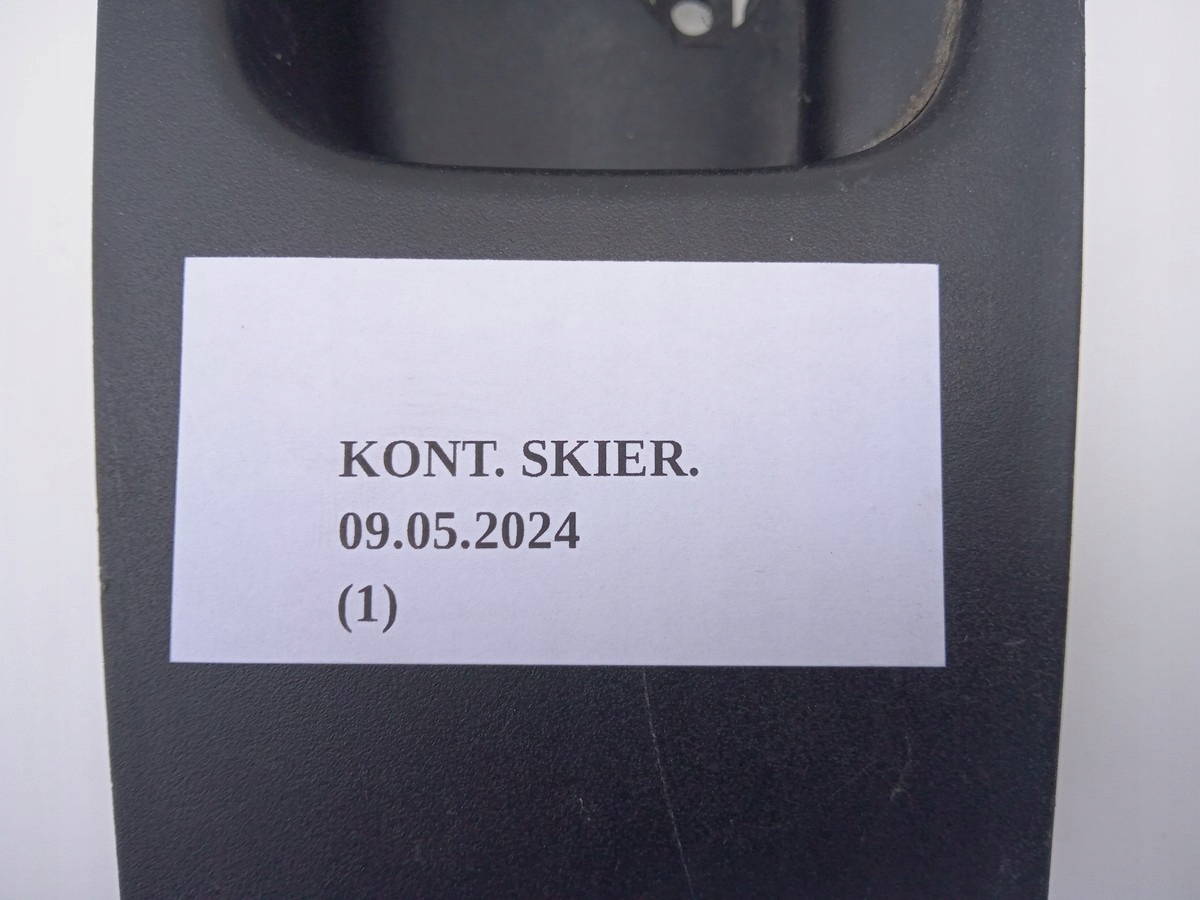 KONT. SKIER.
09.05.2024
(1)